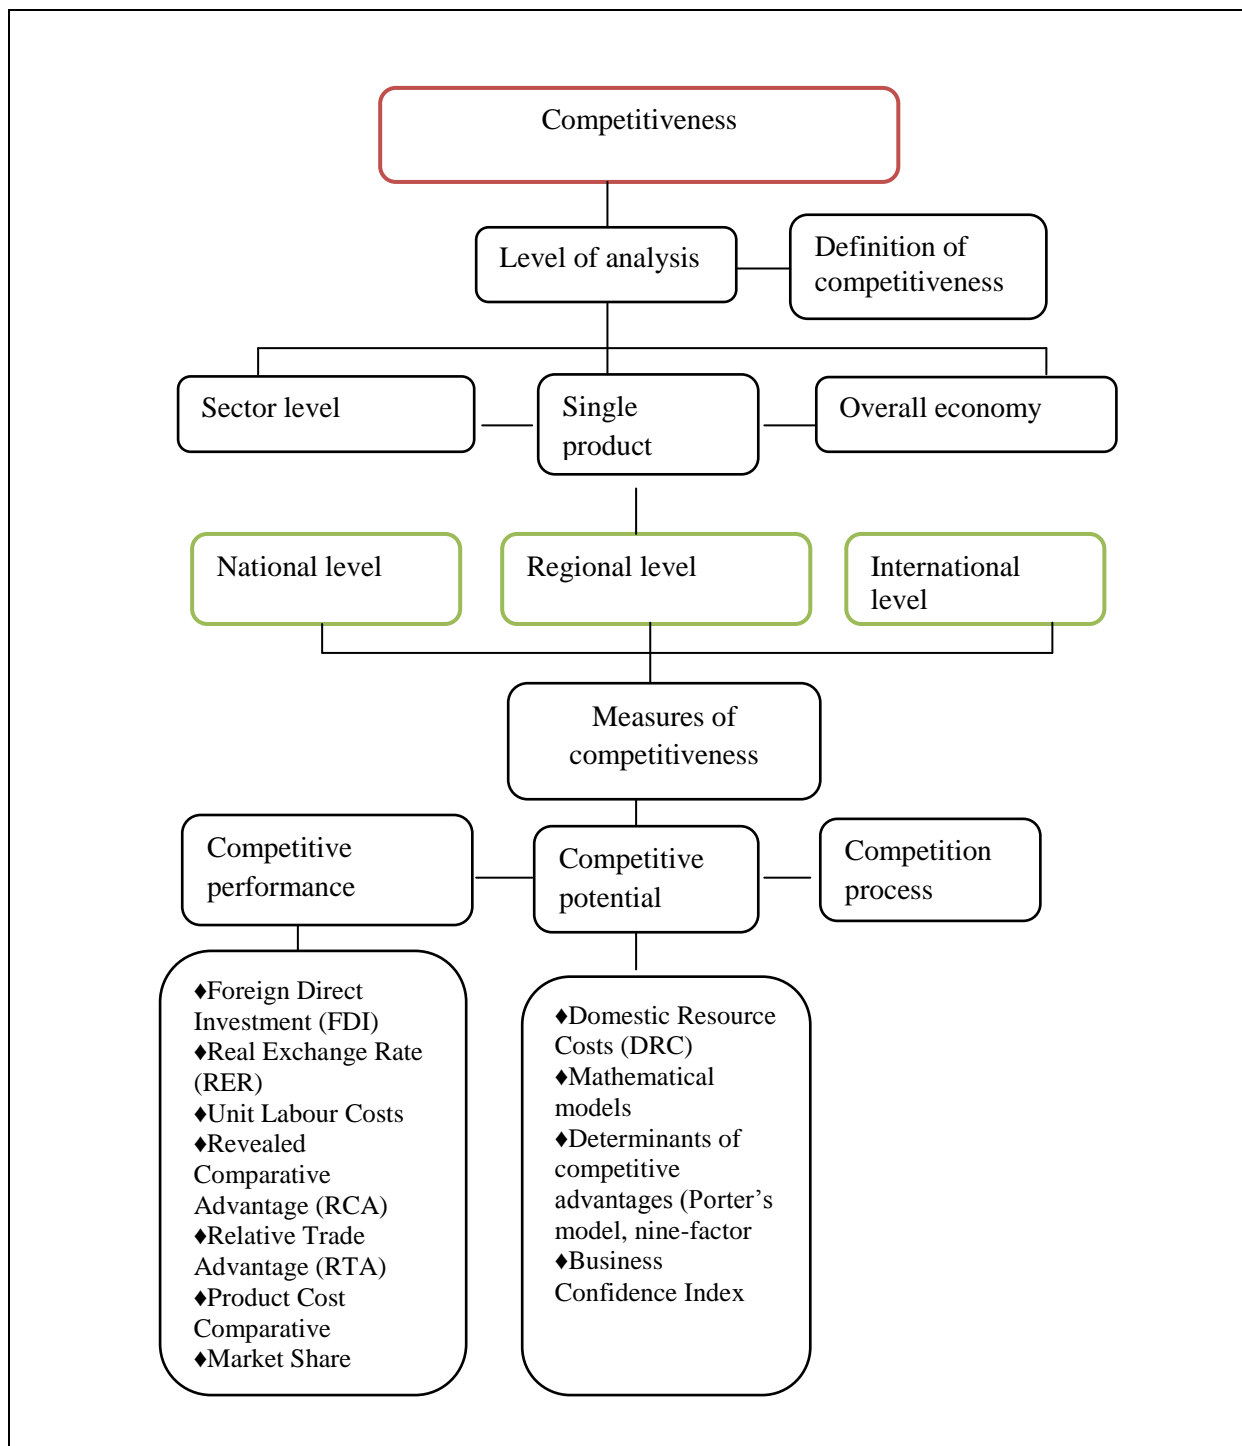 Competitiveness
Level of analysis
Definition of
competitiveness
Sector level
Single
product
Overall economy
National level
Regional level
International
level
Measures of
competitiveness
Competitive
performance
Competitive
potential
Competition
process
♦Foreign Direct
Investment (FDI)
♦Real Exchange Rate
(RER)
♦Unit Labour Costs
♦Revealed
Comparative
Advantage (RCA)
♦Relative Trade
Advantage (RTA)
♦Product Cost
Comparative
♦Market Share
♦Domestic Resource
Costs (DRC)
♦Mathematical
models
♦Determinants of
competitive
advantages (Porter’s
model, nine-factor
♦Business
Confidence Index